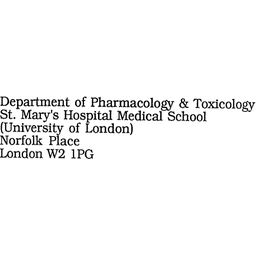 Department of Pharmacology & Toxicology
St. Mary's Hospital Medical School
(University of London)
Norfolk Place
London W2 1PG